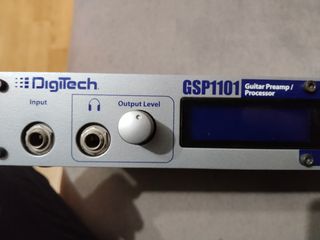 DigiTech
GSP1101
Guitar Preamp /
Processor
Input
Output Level